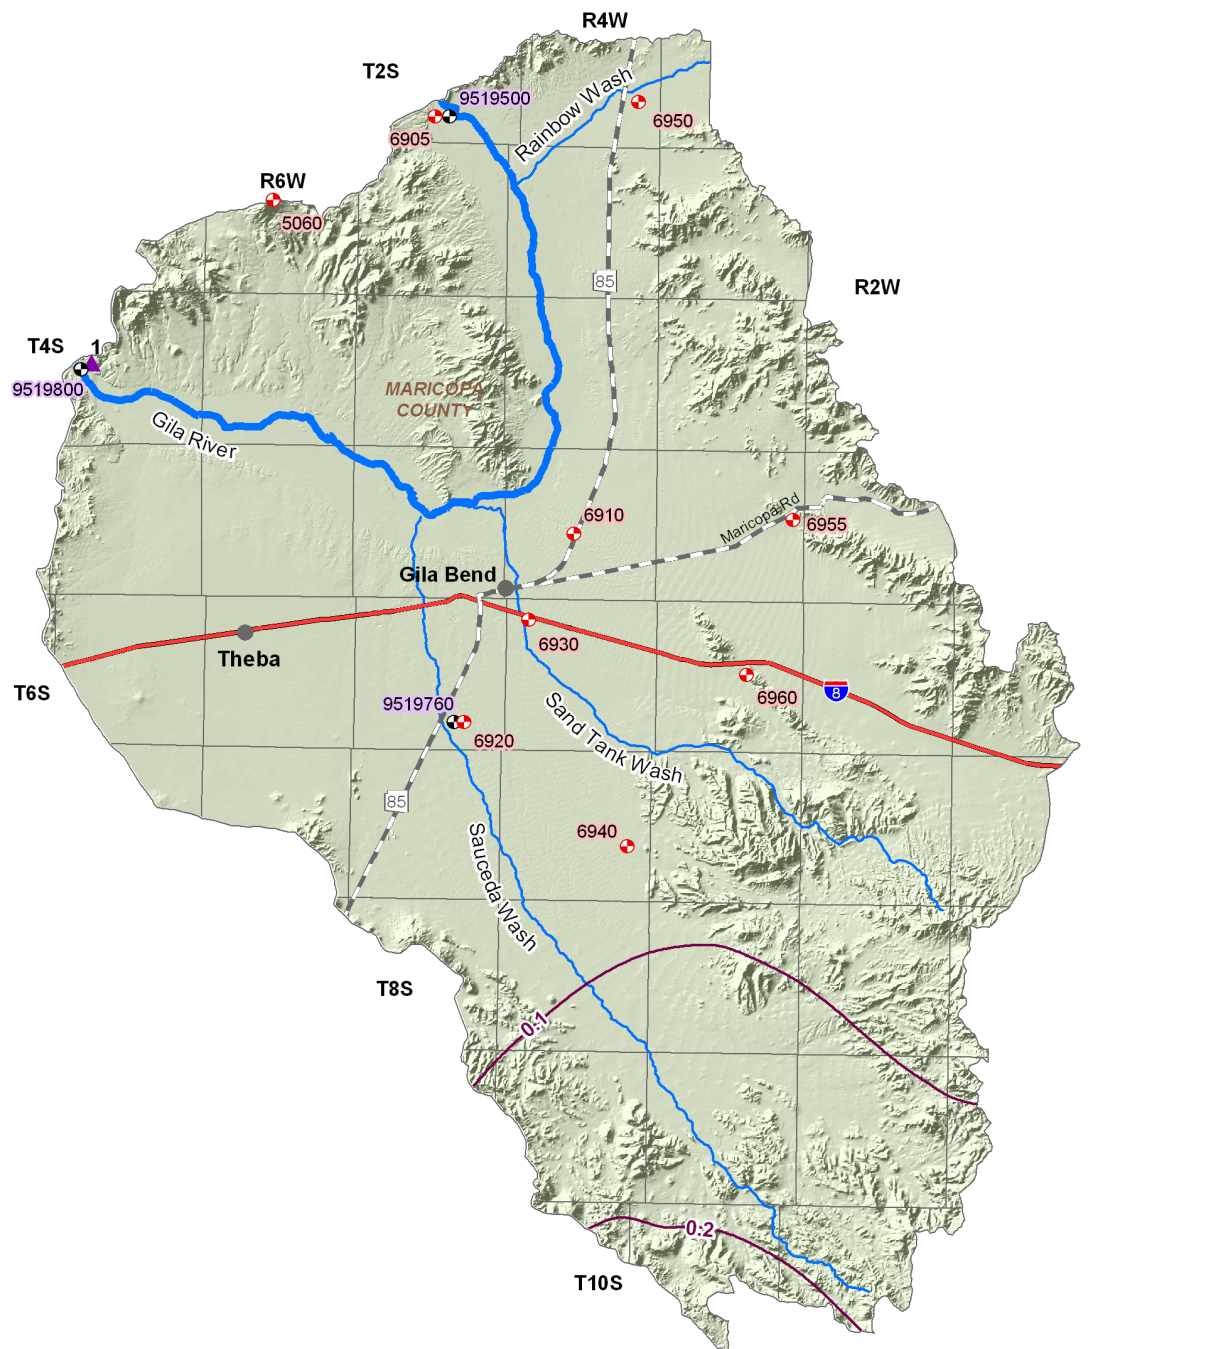 R4W
T2S
9519500
Rainbow Wash
6950
6905
R6W
5060
85
R2W
T4S
1
9519800
MARICOPA
COUNTY
Gila River
Maricopa Rd
6910
6955
Gila Bend
6930
Theba
T6S
8
6960
9519760
Sand Tank Wash
6920
85
6940
Sauceda Wash
T8S
0.1
0.2
T10S